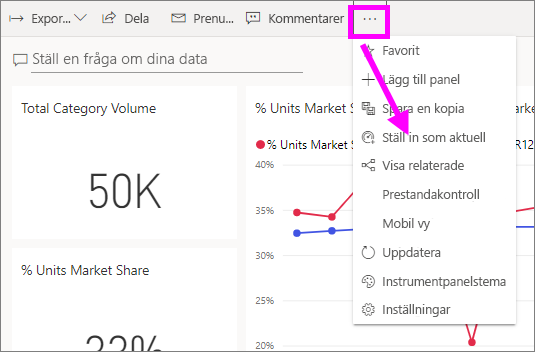 Expor... Dela Prenu... Kommentarer ...
Ställ en fråga om dina data
Favorit
Lägg till panel
Spara en kopia
Ställ in som aktuell
Visa relaterade
Prestandakontroll
Mobil vy
Uppdatera
Instrumentpanelstema
Inställningar
Total Category Volume
50K
% Units Market Share
% Units Market S
% Units Market S
R12
40%
35%
30%
25%
20%